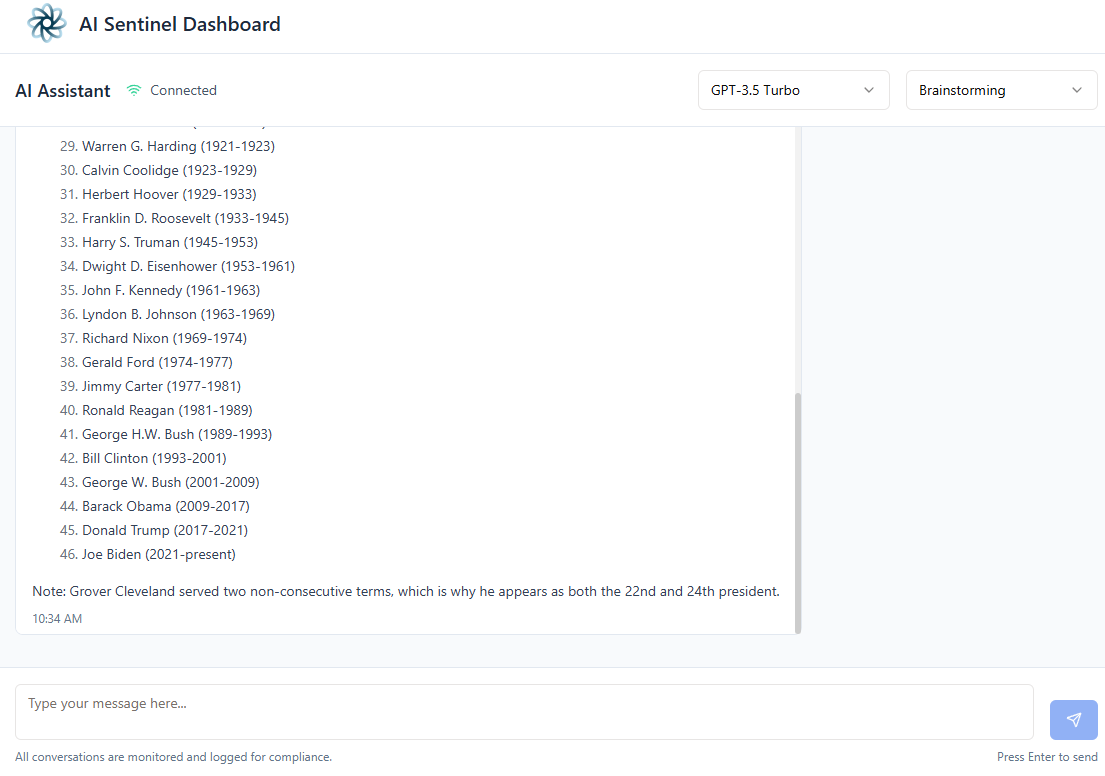 AI Sentinel Dashboard
AI Assistant Connected GPT-3.5 Turbo Brainstorming
29. Warren G. Harding (1921-1923)
30. Calvin Coolidge (1923-1929)
31. Herbert Hoover (1929-1933)
32. Franklin D. Roosevelt (1933-1945)
33. Harry S. Truman (1945-1953)
34. Dwight D. Eisenhower (1953-1961)
35. John F. Kennedy (1961-1963)
36. Lyndon B. Johnson (1963-1969)
37. Richard Nixon (1969-1974)
38. Gerald Ford (1974-1977)
39. Jimmy Carter (1977-1981)
40. Ronald Reagan (1981-1989)
41. George H.W. Bush (1989-1993)
42. Bill Clinton (1993-2001)
43. George W. Bush (2001-2009)
44. Barack Obama (2009-2017)
45. Donald Trump (2017-2021)
46. Joe Biden (2021-present)
Note: Grover Cleveland served two non-consecutive terms, which is why he appears as both the 22nd and 24th president.
10:34 AM
Type your message here...
All conversations are monitored and logged for compliance. Press Enter to send